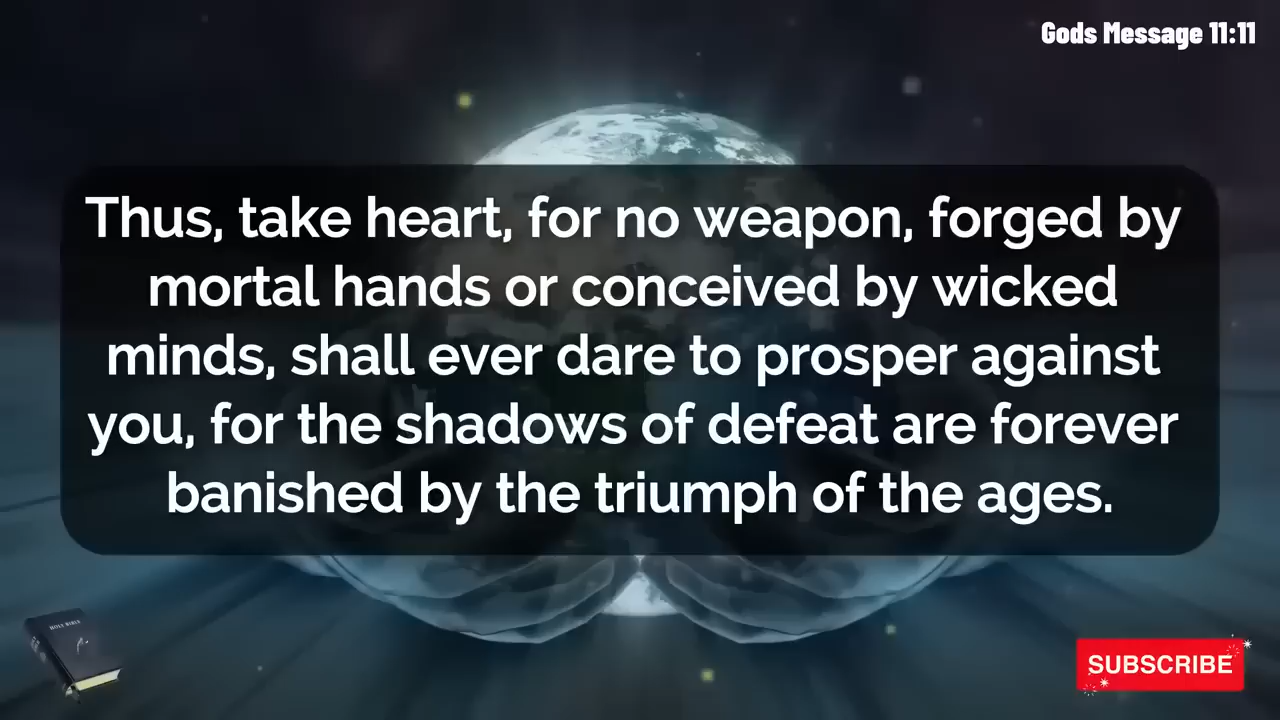 Gods Message 11:11
Thus, take heart, for no weapon, forged by
mortal hands or conceived by wicked
minds, shall ever dare to prosper against
you, for the shadows of defeat are forever
banished by the triumph of the ages.
HOLY BIBLE
SUBSCRIBE